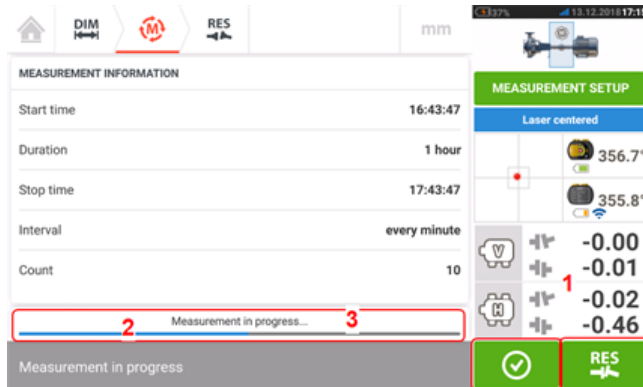 DIM
RES
mm
37%
13.12.2018 17:15
MEASUREMENT INFORMATION
Start time 16:43:47
Duration 1 hour
Stop time 17:43:47
Interval every minute
Count 10
Measurement in progress...
2
3
Measurement in progress
MEASUREMENT SETUP
Laser centered
356.7°
355.8°
V
-0.00
-0.01
1
H
-0.02
-0.46
RES